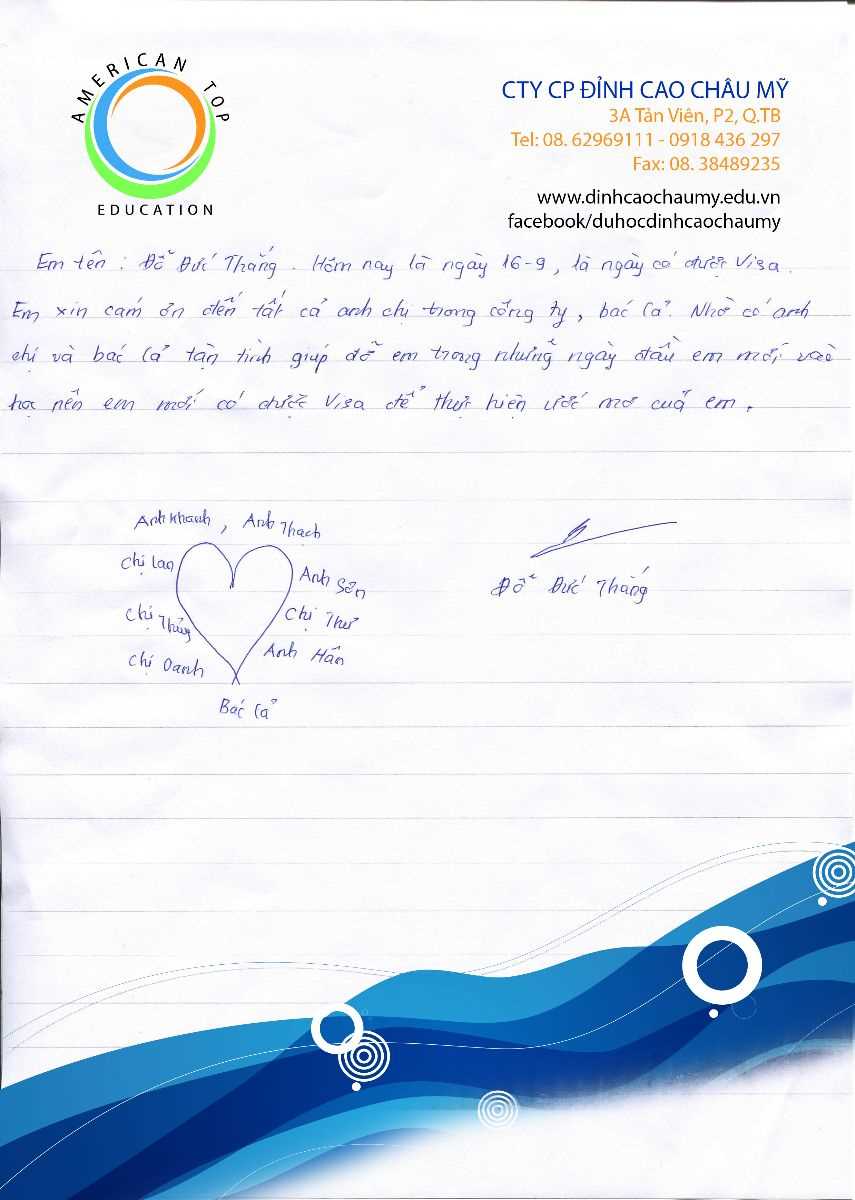 AMERICAN TOP
EDUCATION
CTY CP ĐỈNH CAO CHÂU MỸ
3A Tản Viên, P2, Q.TB
Tel: 08. 62969111 - 0918 436 297
Fax: 08. 38489235
www.dinhcaochaumy.edu.vn
facebook/duhocdinhcaochaumy
Em tên : Đỗ Đức Thắng. Hôm nay là ngày 16-9, là ngày có được Visa.
Em xin cám ơn đến tất cả anh chị trong công ty, bác Cả. Nhờ có anh
chị và bác Cả tận tình giúp đỡ em trong những ngày đầu em mới vào
học nên em mới có được Visa để thực hiện ước mơ của em.
Anh Khanh, Anh Thạch
Chị Lan
Anh Sơn
Chị Thủy
Chị Thư
Chị Oanh
Anh Hân
Bác Cả
Đỗ Đức Thắng